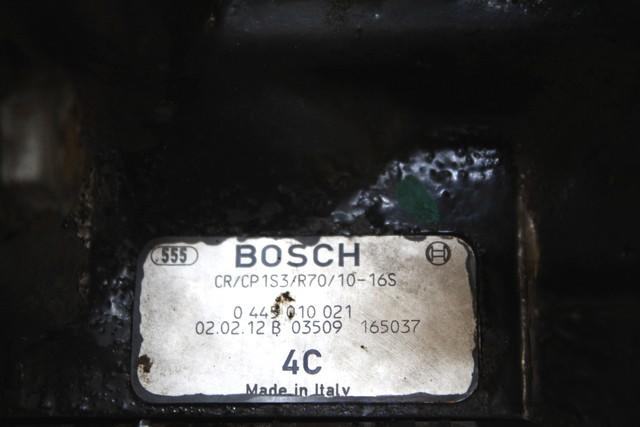 .555 BOSCH
CR/CP1S3/R70/10-16S
0 445 010 021
02.02.12 B 03509 165037
4C
Made in Italy